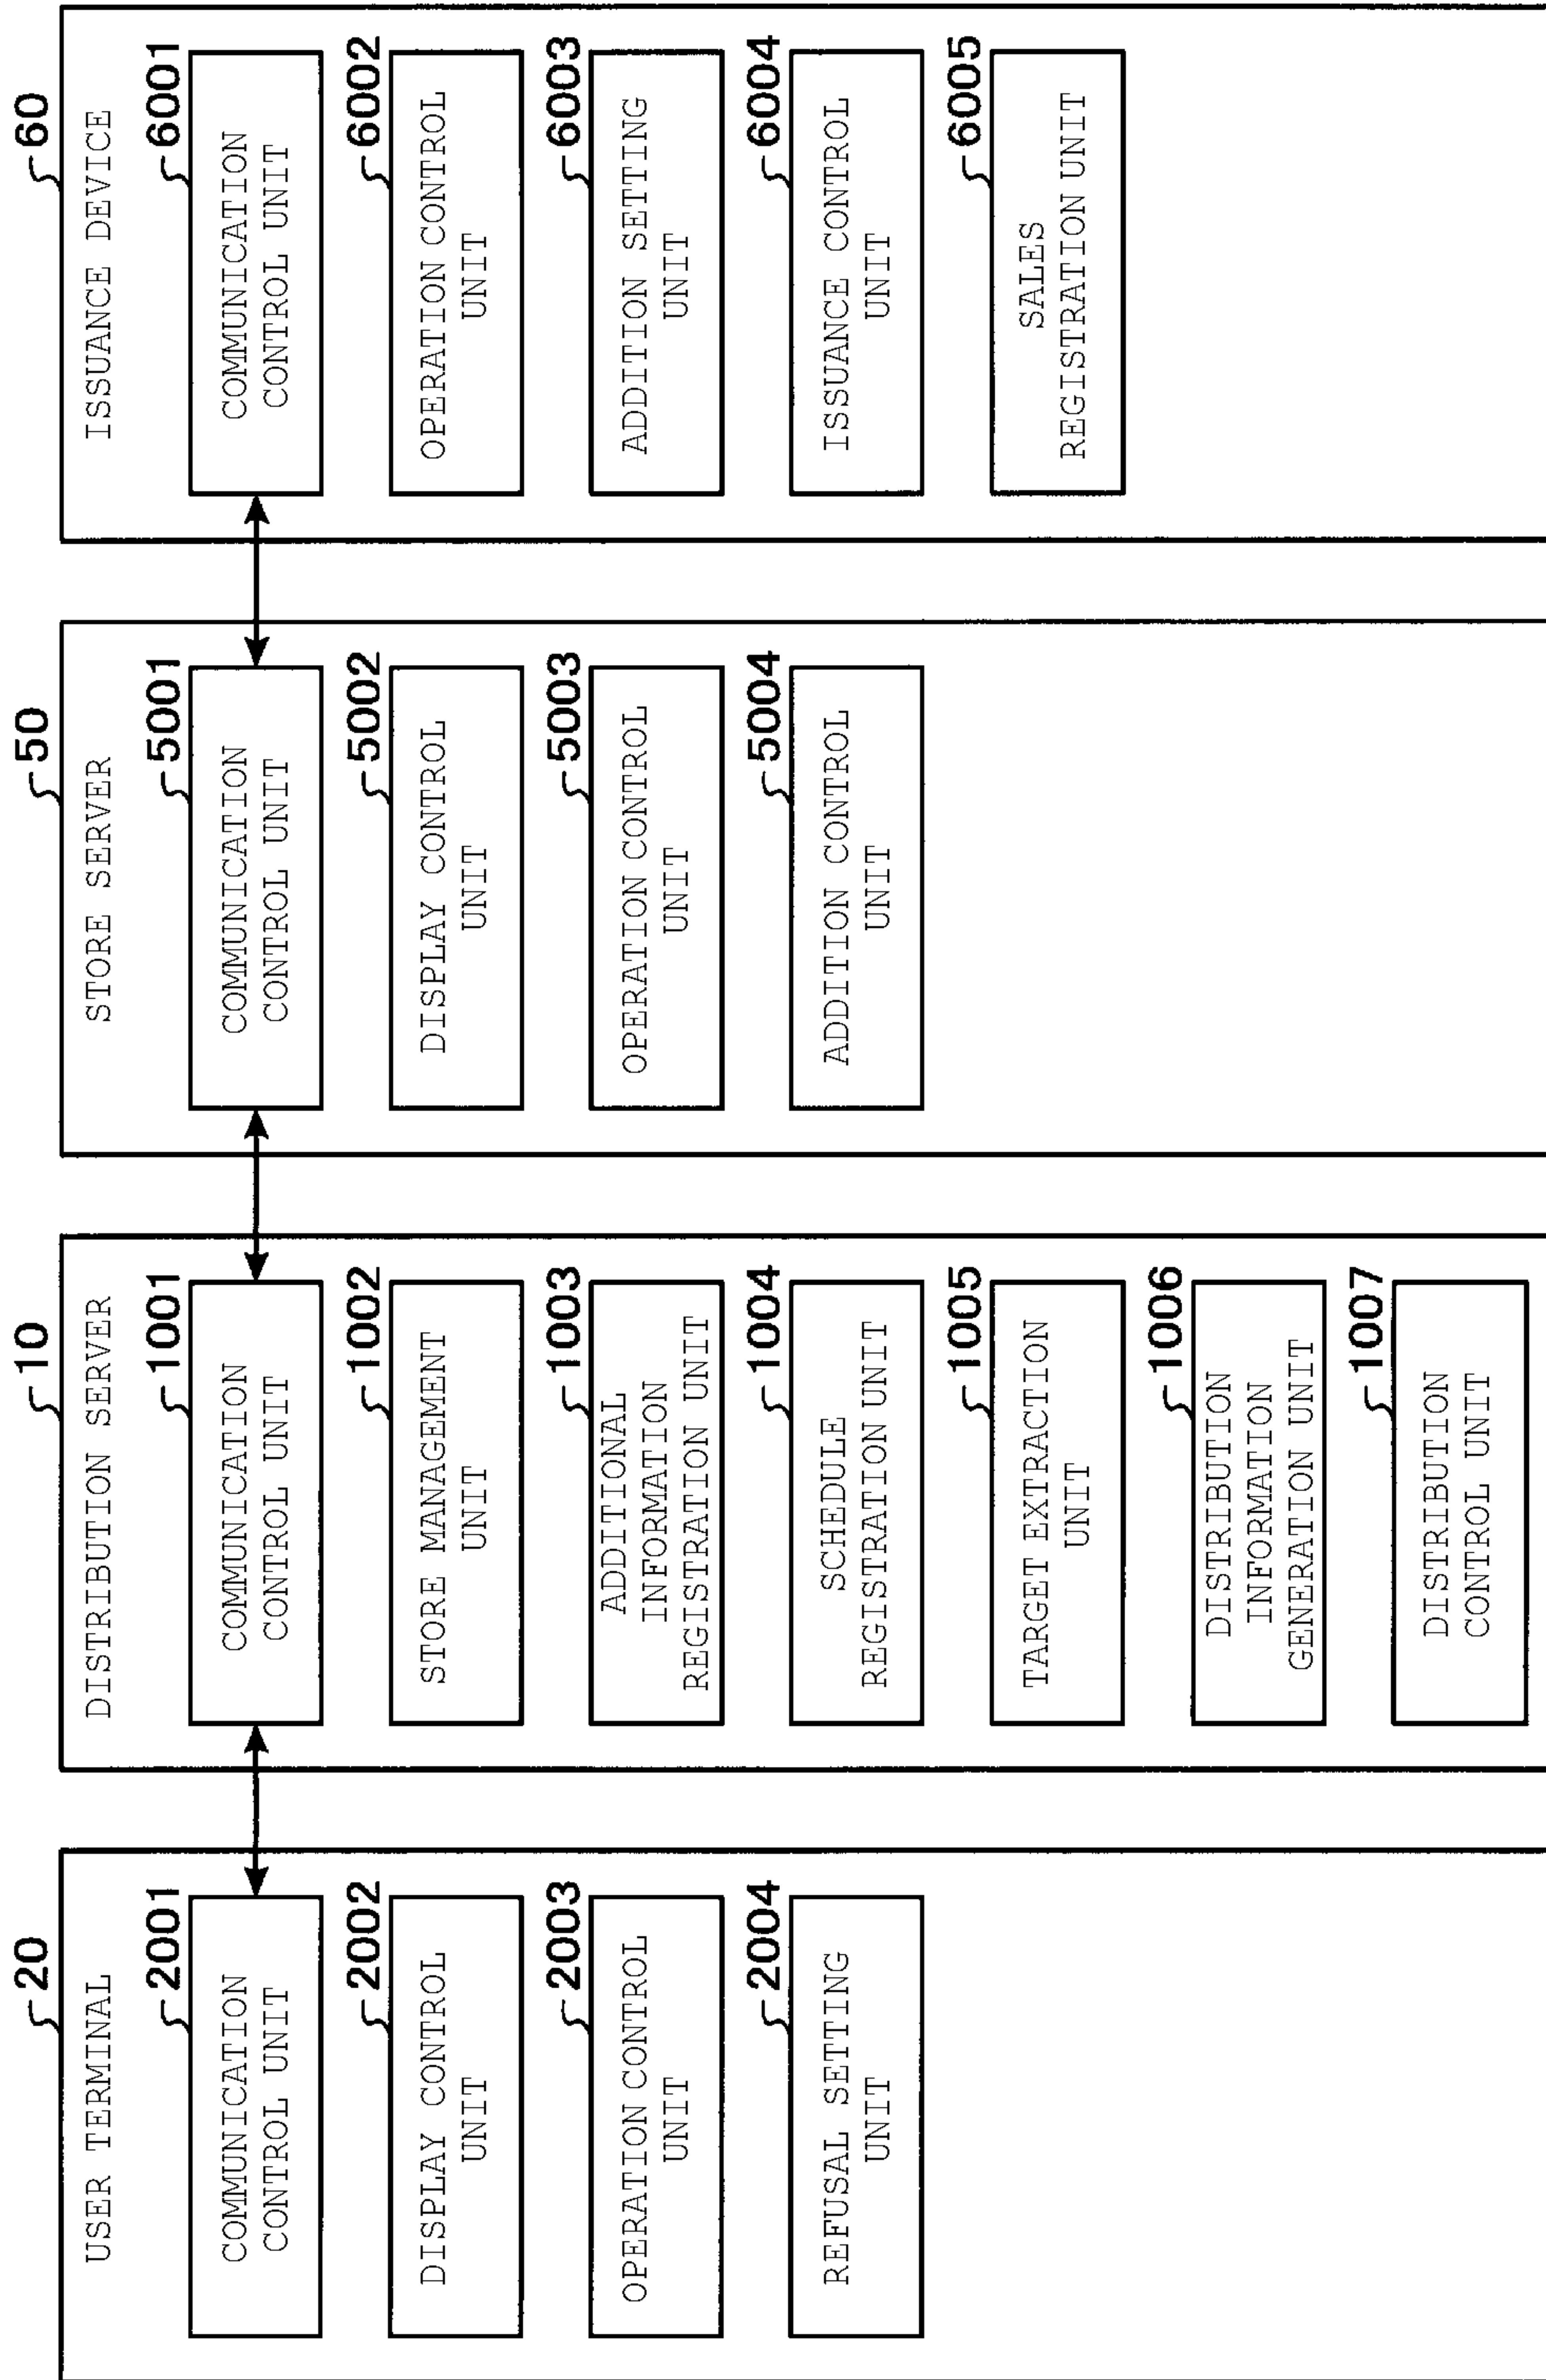 20
USER TERMINAL
2001
COMMUNICATION
CONTROL UNIT
2002
DISPLAY CONTROL
UNIT
2003
OPERATION CONTROL
UNIT
2004
REFUSAL SETTING
UNIT
10
DISTRIBUTION SERVER
1001
COMMUNICATION
CONTROL UNIT
1002
STORE MANAGEMENT
UNIT
1003
ADDITIONAL
INFORMATION
REGISTRATION UNIT
1004
SCHEDULE
REGISTRATION UNIT
1005
TARGET EXTRACTION
UNIT
1006
DISTRIBUTION
INFORMATION
GENERATION UNIT
1007
DISTRIBUTION
CONTROL UNIT
50
STORE SERVER
5001
COMMUNICATION
CONTROL UNIT
5002
DISPLAY CONTROL
UNIT
5003
OPERATION CONTROL
UNIT
5004
ADDITION CONTROL
UNIT
60
ISSUANCE DEVICE
6001
COMMUNICATION
CONTROL UNIT
6002
OPERATION CONTROL
UNIT
6003
ADDITION SETTING
UNIT
6004
ISSUANCE CONTROL
UNIT
6005
SALES
REGISTRATION UNIT